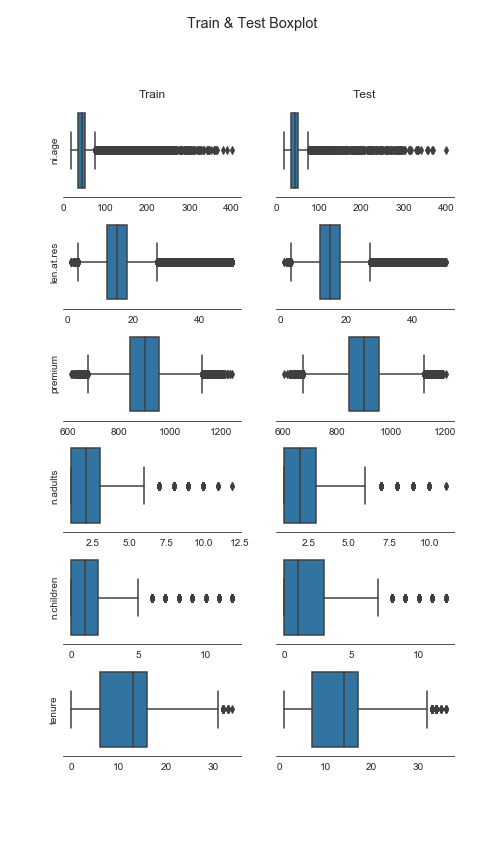 Train & Test Boxplot
Train Test
ni.age
0 100 200 300 400 0 100 200 300 400
len.at.res
0 20 40 0 20 40
premium
600 800 1000 1200 600 800 1000 1200
n.adults
2.5 5.0 7.5 10.0 12.5 2.5 5.0 7.5 10.0
n.children
0 5 10 0 5 10
tenure
0 10 20 30 0 10 20 30